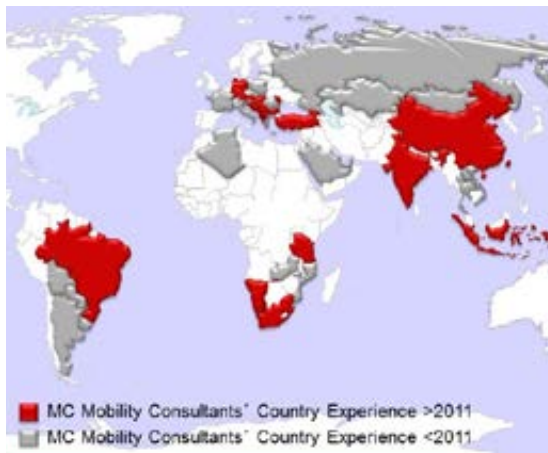 MC Mobility Consultants´ Country Experience >2011
MC Mobility Consultants´ Country Experience <2011